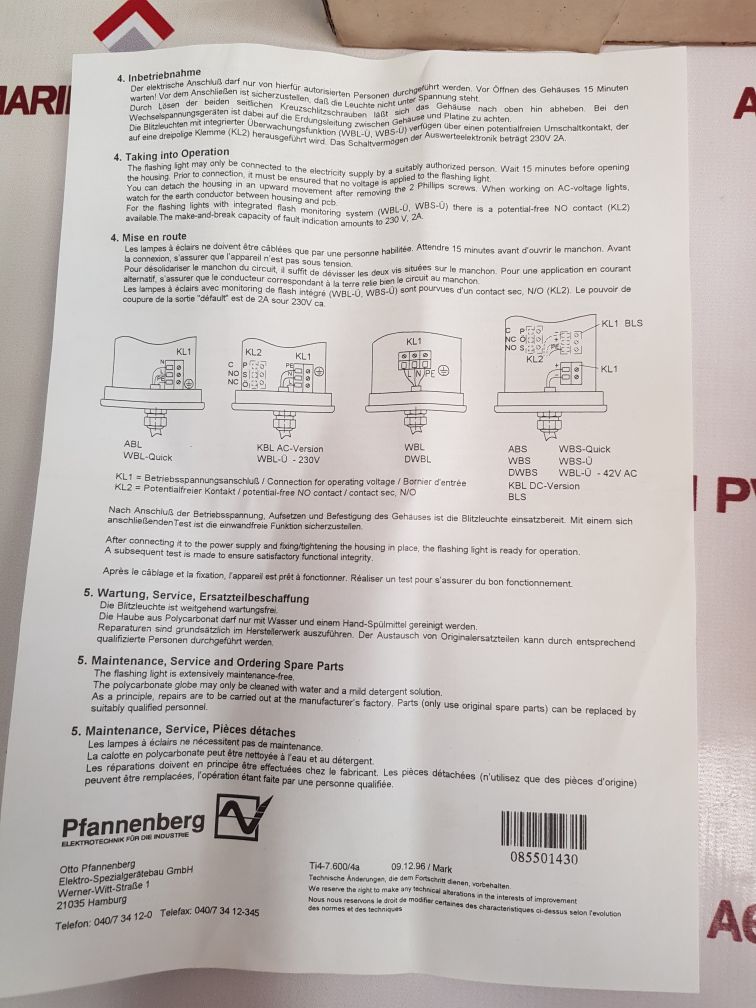 4. Inbetriebnahme
Der elektrische Anschluß darf nur von hierfür autorisierten Personen durchgeführt werden. Vor Öffnen des Gehäuses 15 Minuten
warten! Vor dem Anschließen ist sicherzustellen, daß die Leuchte nicht unter Spannung steht.
Durch Lösen der beiden seitlichen Kreuzschlitzschrauben läßt sich das Gehäuse nach oben hin abheben. Bei den
Wechselspannungsgeräten ist dabei auf die Erdungsleitung zwischen Gehäuse und Platine zu achten.
Die Blitzleuchten mit integrierter Überwachungsfunktion (WBL-Ü, WBS-Ü) verfügen über einen potentialfreien Umschaltkontakt, der
auf eine dreipolige Klemme (KL2) herausgeführt wird. Das Schaltvermögen der Auswerteelektronik beträgt 230V 2A.
4. Taking into Operation
The flashing light may only be connected to the electricity supply by a suitably authorized person. Wait 15 minutes before opening
the housing. Prior to connection, it must be ensured that no voltage is applied to the flashing light.
You can detach the housing in an upward movement after removing the 2 Phillips screws. When working on AC-voltage lights,
watch for the earth conductor between housing and pcb.
For the flashing lights with integrated flash monitoring system (WBL-Ü, WBS-Ü) there is a potential-free NO contact (KL2)
available.The make-and-break capacity of fault indication amounts to 230 V, 2A.
4. Mise en route
Les lampes à éclairs ne doivent être câblées que par une personne habilitée. Attendre 15 minutes avant d'ouvrir le manchon. Avant
la connexion, s'assurer que l'appareil n'est pas sous tension.
Pour désolidariser le manchon du circuit, il suffit de dévisser les deux vis situées sur le manchon. Pour une application en courant
alternatif, s'assurer que le conducteur correspondant à la terre relie bien le circuit au manchon.
Les lampes à éclairs avec monitoring de flash intégré (WBL-Ü, WBS-Ü) sont pourvues d'un contact sec, N/O (KL2). Le pouvoir de
coupure de la sortie "défault" est de 2A sour 230V ca.
KL1
N
L
PE
ABL
WBL-Quick
KL2 KL1
C P
NO S
NC Ö
PE
N
L
KBL AC-Version
WBL-Ü - 230V
KL1
L N PE
WBL
DWBL
C P
NC Ö
NO S
KL2
PE
KL1 BLS
KL1
ABS WBS-Quick
WBS WBS-Ü
DWBS WBL-Ü - 42V AC
KBL DC-Version
BLS
KL1 = Betriebsspannungsanschluß / Connection for operating voltage / Bornier d'entrée
KL2 = Potentialfreier Kontakt / potential-free NO contact / contact sec, N/O
Nach Anschluß der Betriebsspannung, Aufsetzen und Befestigung des Gehäuses ist die Blitzleuchte einsatzbereit. Mit einem sich
anschließendenTest ist die einwandfreie Funktion sicherzustellen.
After connecting it to the power supply and fixing/tightening the housing in place, the flashing light is ready for operation.
A subsequent test is made to ensure satisfactory functional integrity.
Après le câblage et la fixation, l'appareil est prêt à fonctionner. Réaliser un test pour s'assurer du bon fonctionnement.
5. Wartung, Service, Ersatzteilbeschaffung
Die Blitzleuchte ist weitgehend wartungsfrei.
Die Haube aus Polycarbonat darf nur mit Wasser und einem Hand-Spülmittel gereinigt werden.
Reparaturen sind grundsätzlich im Herstellerwerk auszuführen. Der Austausch von Originalersatzteilen kann durch entsprechend
qualifizierte Personen durchgeführt werden.
5. Maintenance, Service and Ordering Spare Parts
The flashing light is extensively maintenance-free.
The polycarbonate globe may only be cleaned with water and a mild detergent solution.
As a principle, repairs are to be carried out at the manufacturer's factory. Parts (only use original spare parts) can be replaced by
suitably qualified personnel.
5. Maintenance, Service, Pièces détachées
Les lampes à éclairs ne nécessitent pas de maintenance.
La calotte en polycarbonate peut être nettoyée à l'eau et au détergent.
Les réparations doivent en principe être effectuées chez le fabricant. Les pièces détachées (n'utilisez que des pièces d'origine)
peuvent être remplacées, l'opération étant faite par une personne qualifiée.
Pfannenberg
ELEKTROTECHNIK FÜR DIE INDUSTRIE
Otto Pfannenberg
Elektro-Spezialgerätebau GmbH
Werner-Witt-Straße 1
21035 Hamburg
Telefon: 040/7 34 12-0 Telefax: 040/7 34 12-345
085501430
Ti4-7.600/4a 09.12.96 / Mark
Technische Änderungen, die dem Fortschritt dienen, vorbehalten.
We reserve the right to make any technical alterations in the interests of improvement
Nous nous reservons le droit de modifier certaines des characteristiques ci-dessus selon l'evolution
des normes et des techniques